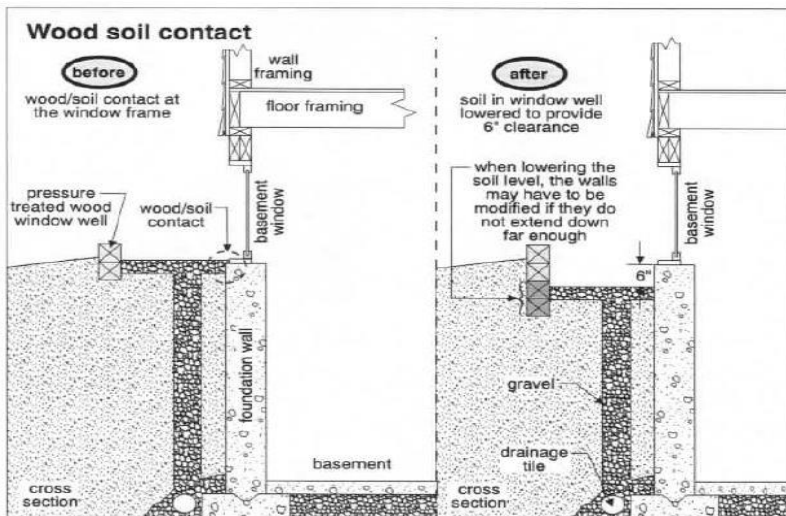 Wood soil contact
before
wood/soil contact at
the window frame
wall
framing
floor framing
pressure
treated wood
window well
wood/soil
contact
basement
window
foundation wall
basement
cross
section
after
soil in window well
lowered to provide
6" clearance
when lowering the
soil level, the walls
may have to be
modified if they do
not extend down
far enough
basement
window
6"
gravel
drainage
tile
cross
section